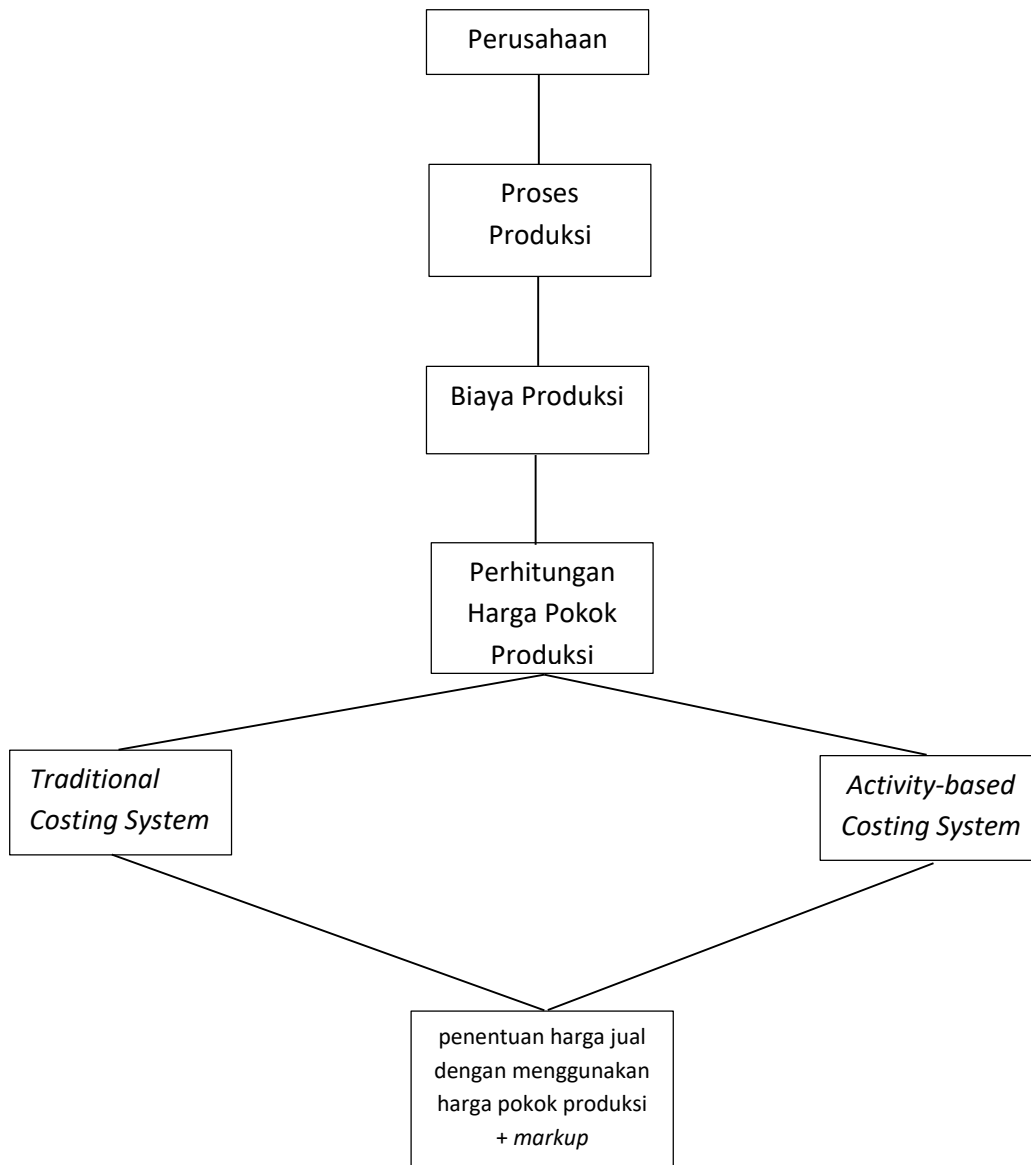 Perusahaan
Proses
Produksi
Biaya Produksi
Perhitungan
Harga Pokok
Produksi
Traditional
Costing System
Activity-based
Costing System
penentuan harga jual
dengan menggunakan
harga pokok produksi
+ markup